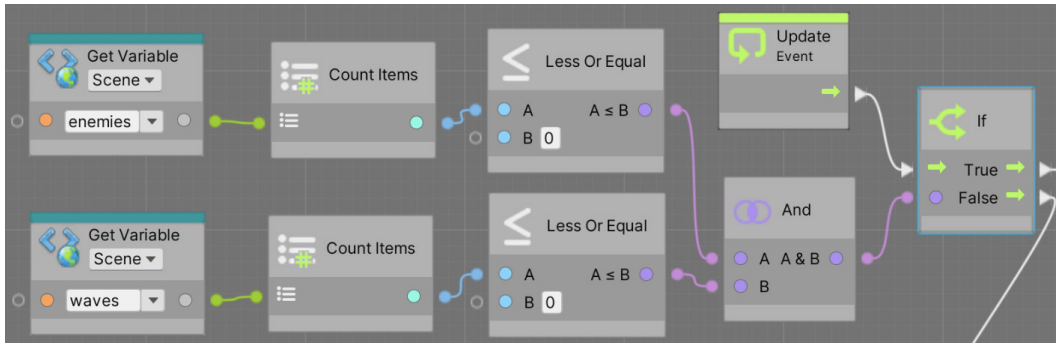 Get Variable
Scene
enemies
Count Items
Less Or Equal
A A ≤ B
B 0
Update
Event
If
True
False
Get Variable
Scene
waves
Count Items
Less Or Equal
A A ≤ B
B 0
And
A A & B
B